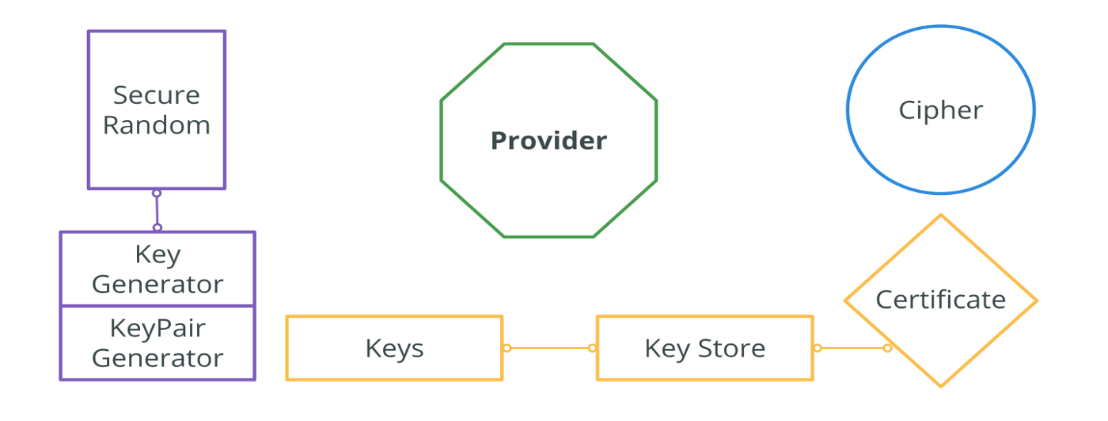 Secure
Random
Provider
Cipher
Key
Generator
KeyPair
Generator
Keys
Key Store
Certificate